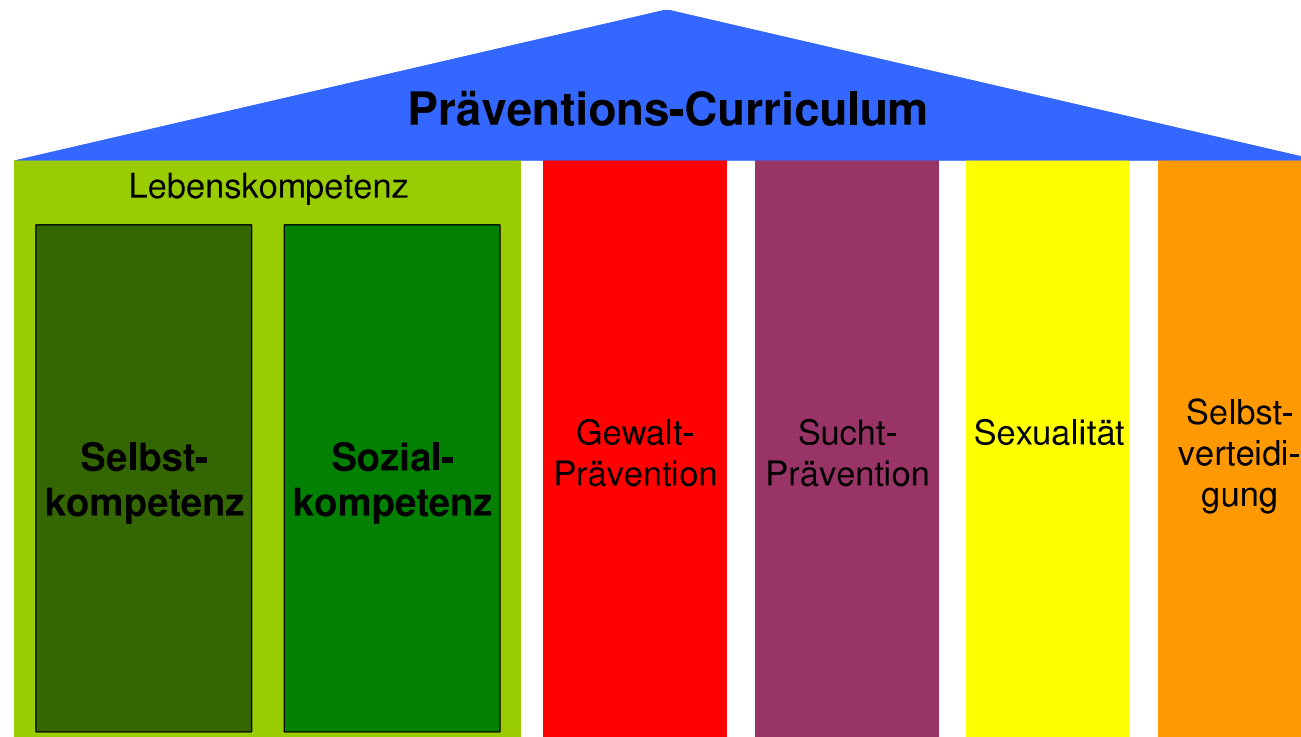 Präventions-Curriculum
Lebenskompetenz
Selbst-
kompetenz
Sozial-
kompetenz
Gewalt-
Prävention
Sucht-
Prävention
Sexualität
Selbst-
verteidi-
gung